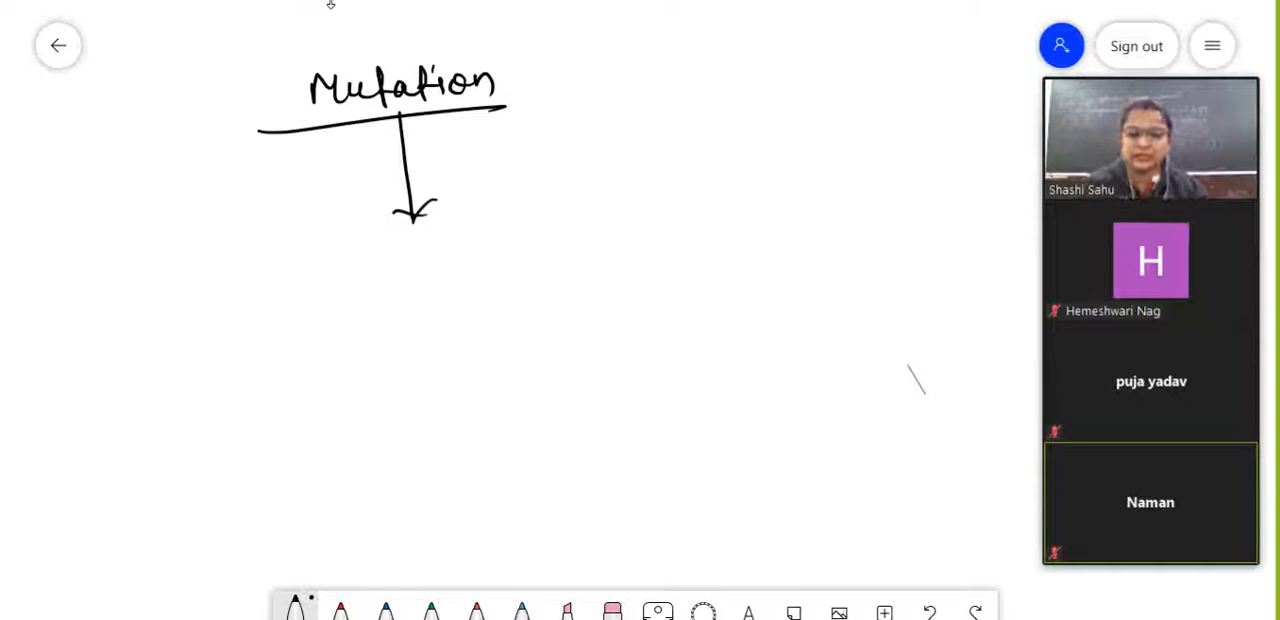 Mutation
Sign out
Shashi Sahu
H
Hemeshwari Nag
puja yadav
Naman
A